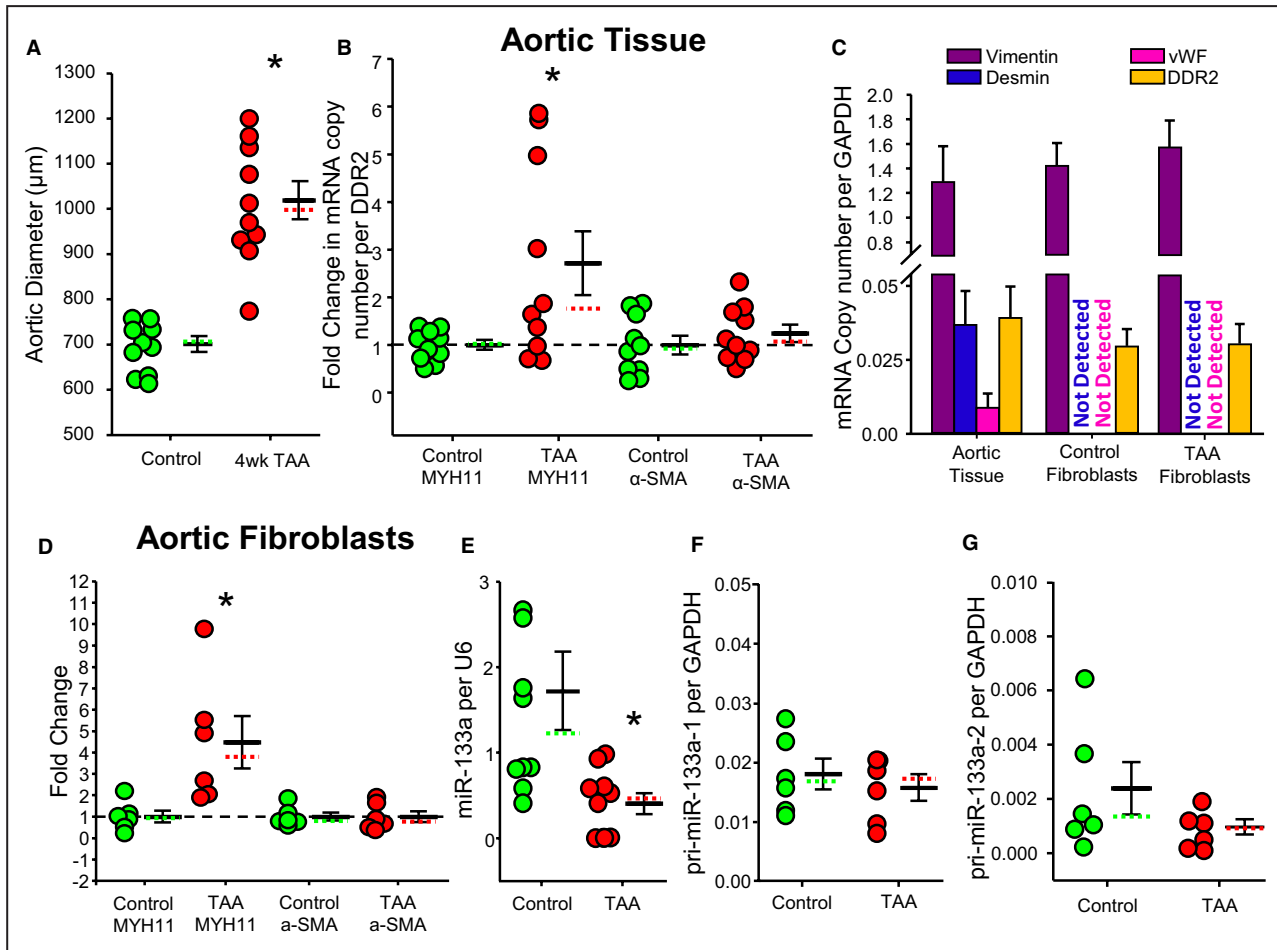 Aortic Tissue
A
*
Aortic Diameter (µm)
1300
1200
1100
1000
900
800
700
600
500
Control
4wk TAA
B
*
Fold Change in mRNA copy
number per DDR2
7
6
5
4
3
2
1
0
Control
MYH11
TAA
MYH11
Control
α-SMA
TAA
α-SMA
C
Vimentin
vWF
Desmin
DDR2
mRNA Copy number per GAPDH
2.0
1.8
1.6
1.4
1.2
1.0
0.8
0.6
0.05
0.025
0.00
Not Detected
Not Detected
Not Detected
Not Detected
Aortic
Tissue
Control
Fibroblasts
TAA
Fibroblasts
Aortic Fibroblasts
D
*
Fold Change
12
11
10
9
8
7
6
5
4
3
2
1
0
-1
-2
Control
MYH11
TAA
MYH11
Control
a-SMA
TAA
a-SMA
E
*
miR-133a per U6
3
2
1
0
Control
TAA
F
pri-miR-133a-1 per GAPDH
0.05
0.04
0.03
0.02
0.01
0.00
Control
TAA
G
pri-miR-133a-2 per GAPDH
0.010
0.008
0.006
0.004
0.002
0.000
Control
TAA